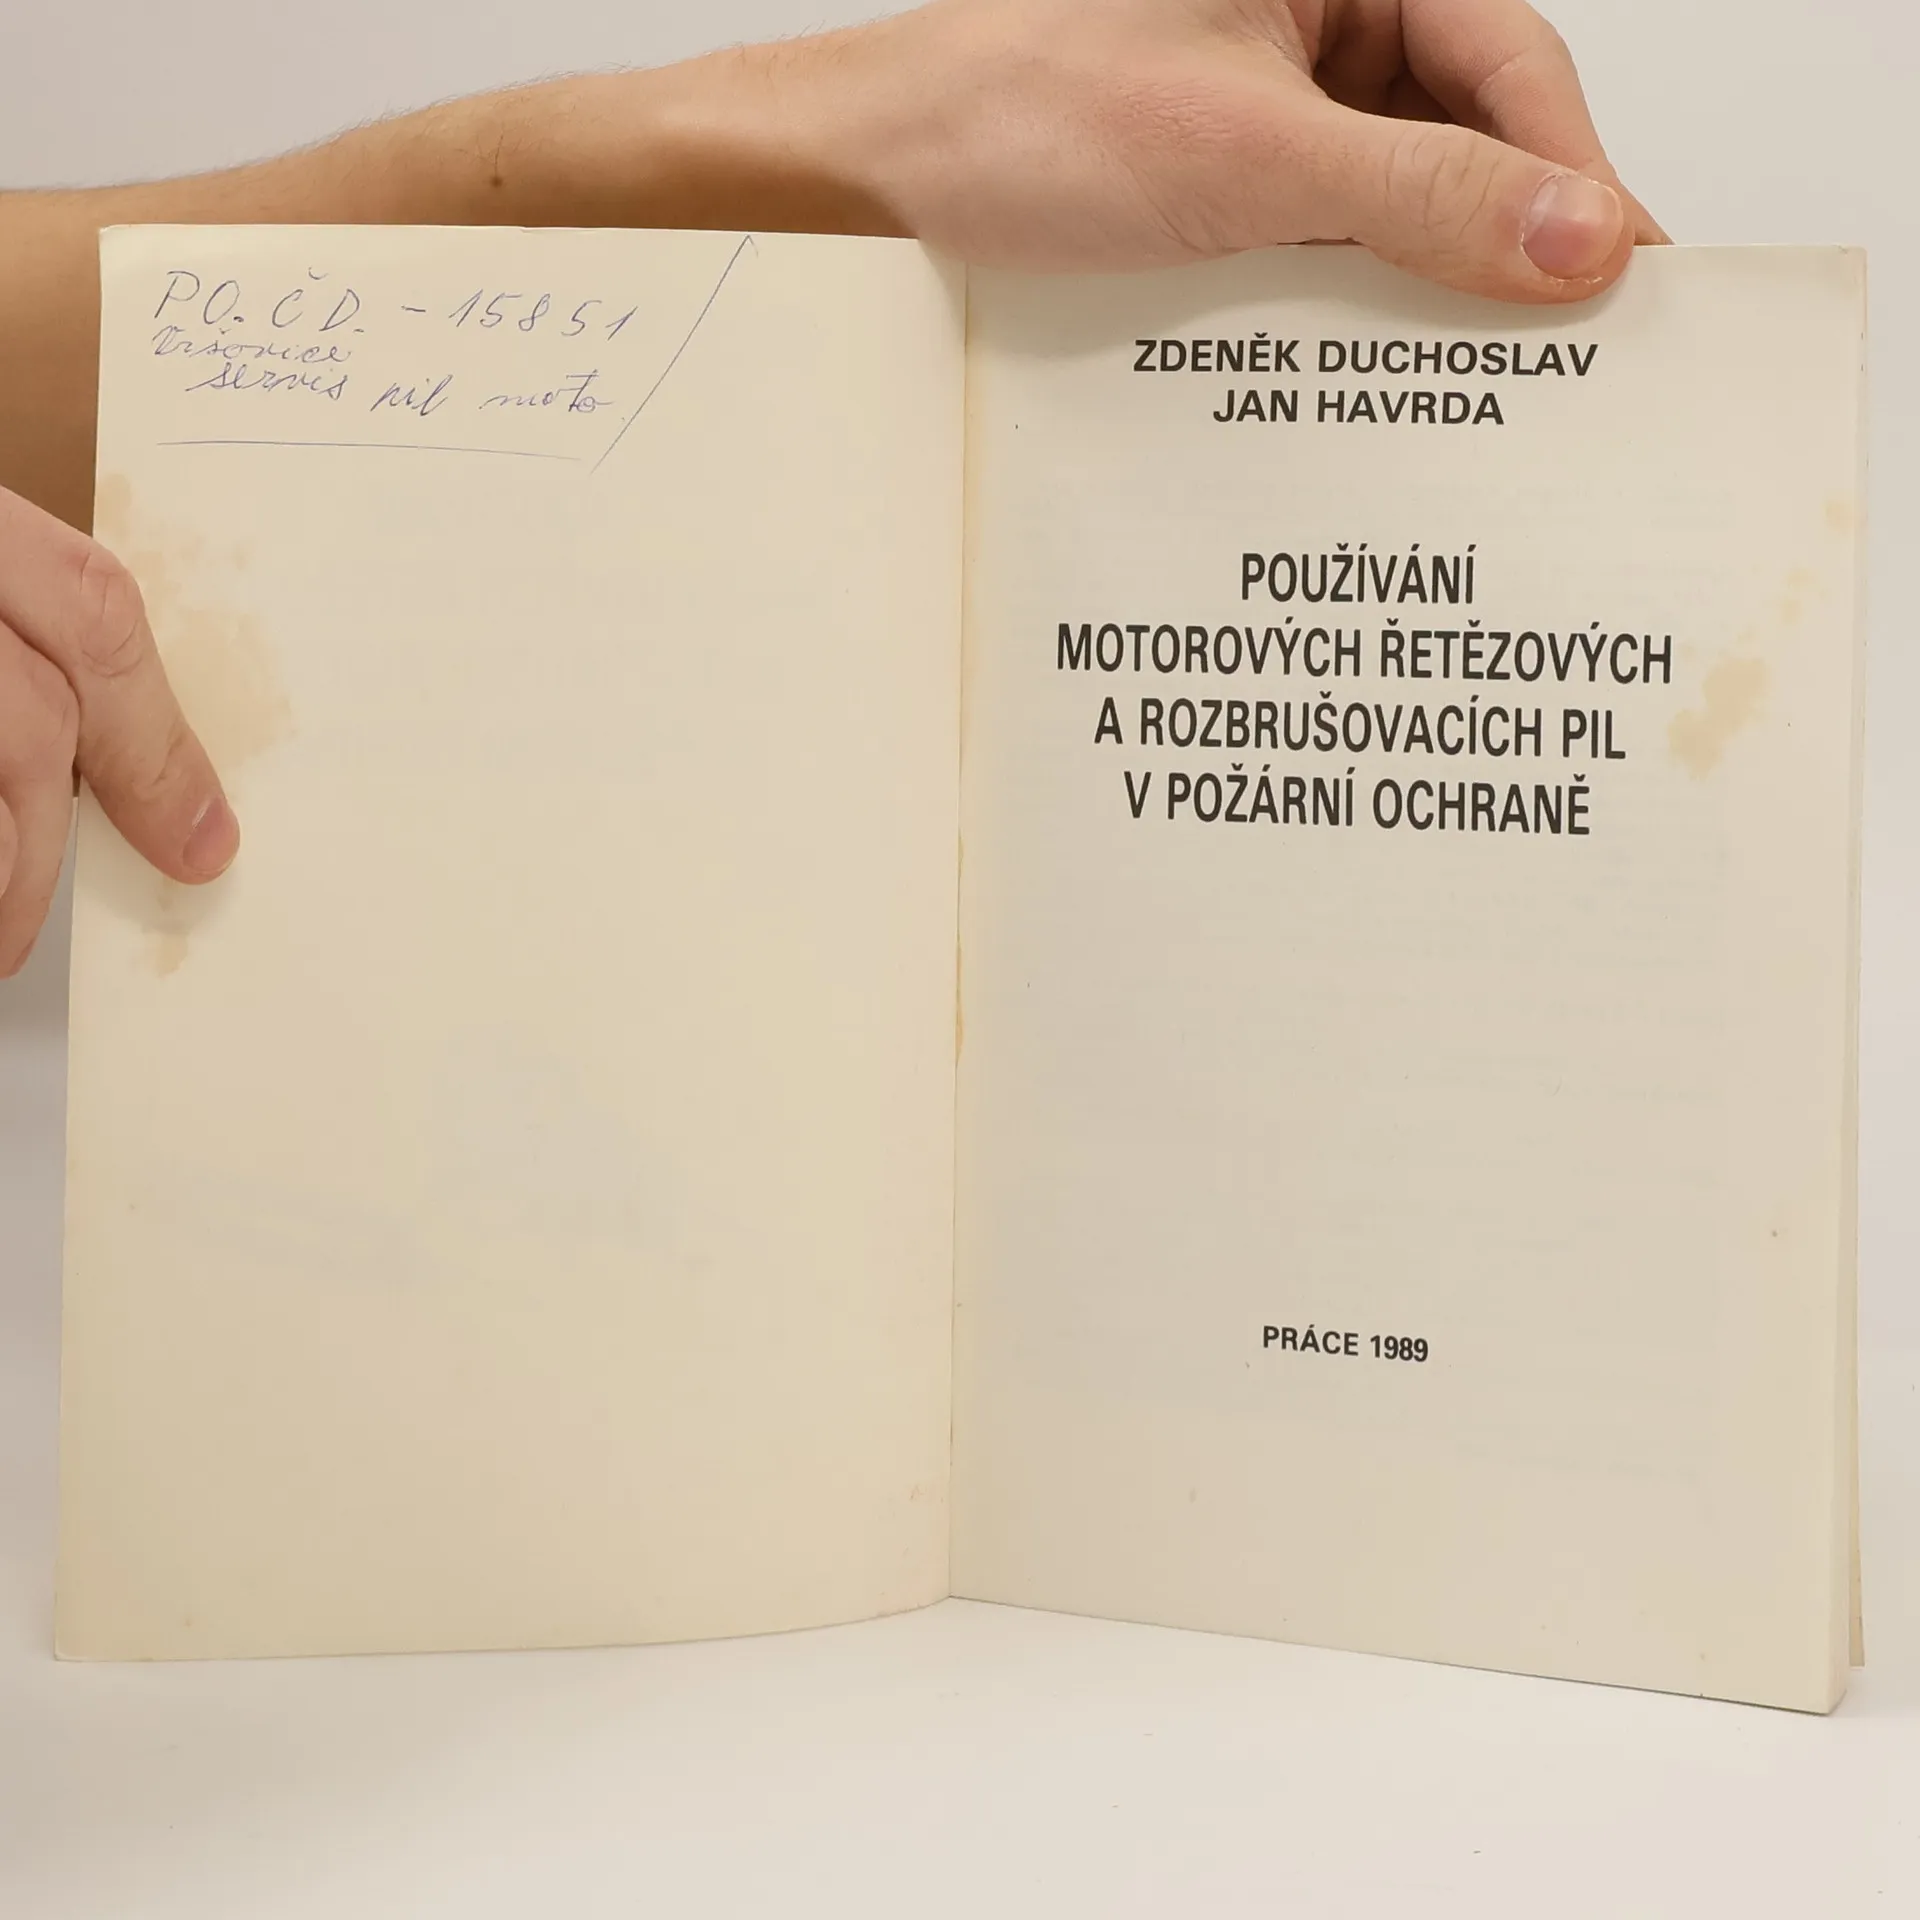 PO. ČD. - 15851
Vršovice
servis pil moto
ZDENĚK DUCHOSLAV
JAN HAVRDA
POUŽÍVÁNÍ
MOTOROVÝCH ŘETĚZOVÝCH
A ROZBRUŠOVACÍCH PIL
V POŽÁRNÍ OCHRANĚ
PRÁCE 1989